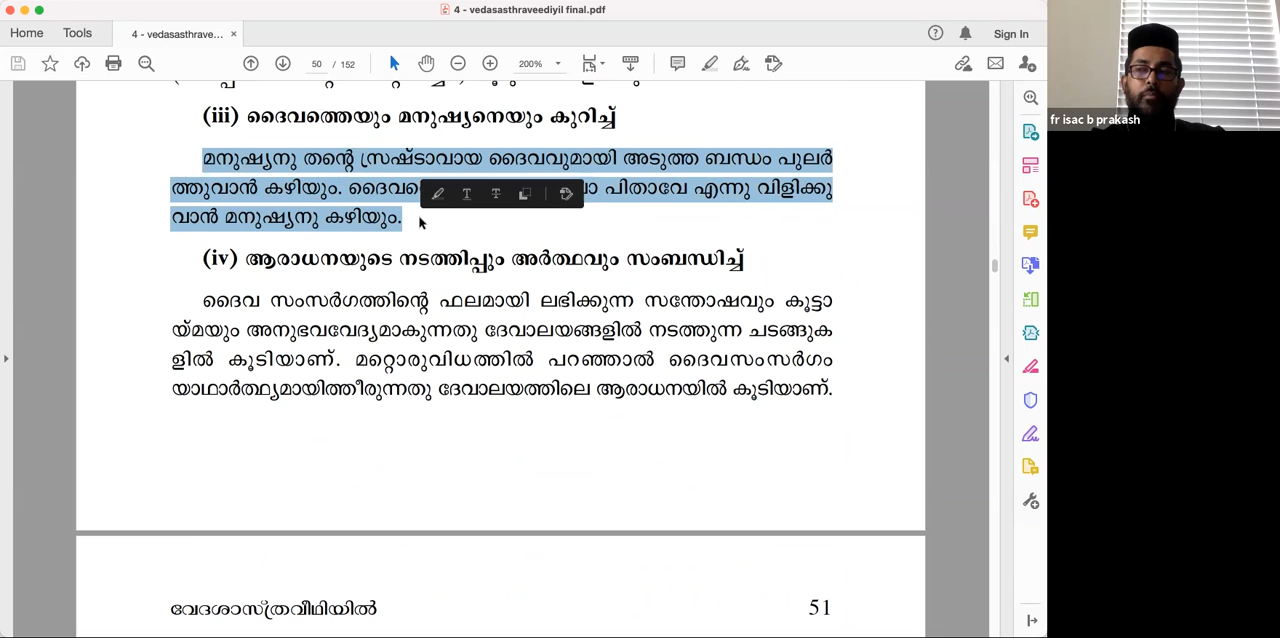 4 - vedasasthraveediyil final.pdf
Home Tools 4 - vedasasthrave... × Sign In
50 / 152 200%
(iii) ദൈവത്തെയും മനുഷ്യനെയും കുറിച്ച്
മനുഷ്യനു തന്റെ സ്രഷ്ടാവായ ദൈവവുമായി അടുത്ത ബന്ധം പുലർ
ത്തുവാൻ കഴിയും. പിതാവേ എന്നു വിളിക്കു
വാൻ മനുഷ്യനു കഴിയും.
(iv) ആരാധനയുടെ നടത്തിപ്പും അർത്ഥവും സംബന്ധിച്ച്
ദൈവ സംസർഗത്തിന്റെ ഫലമായി ലഭിക്കുന്ന സന്തോഷവും കൂട്ടാ
യ്മയും അനുഭവവേദ്യമാകുന്നതു ദേവാലയങ്ങളിൽ നടത്തുന്ന ചടങ്ങുക
ളിൽ കൂടിയാണ്. മറ്റൊരുവിധത്തിൽ പറഞ്ഞാൽ ദൈവസംസർഗം
യാഥാർത്ഥ്യമായിത്തീരുന്നതു ദേവാലയത്തിലെ ആരാധനയിൽ കൂടിയാണ്.
വേദശാസ്ത്രവീഥിയിൽ 51
fr isac b prakash